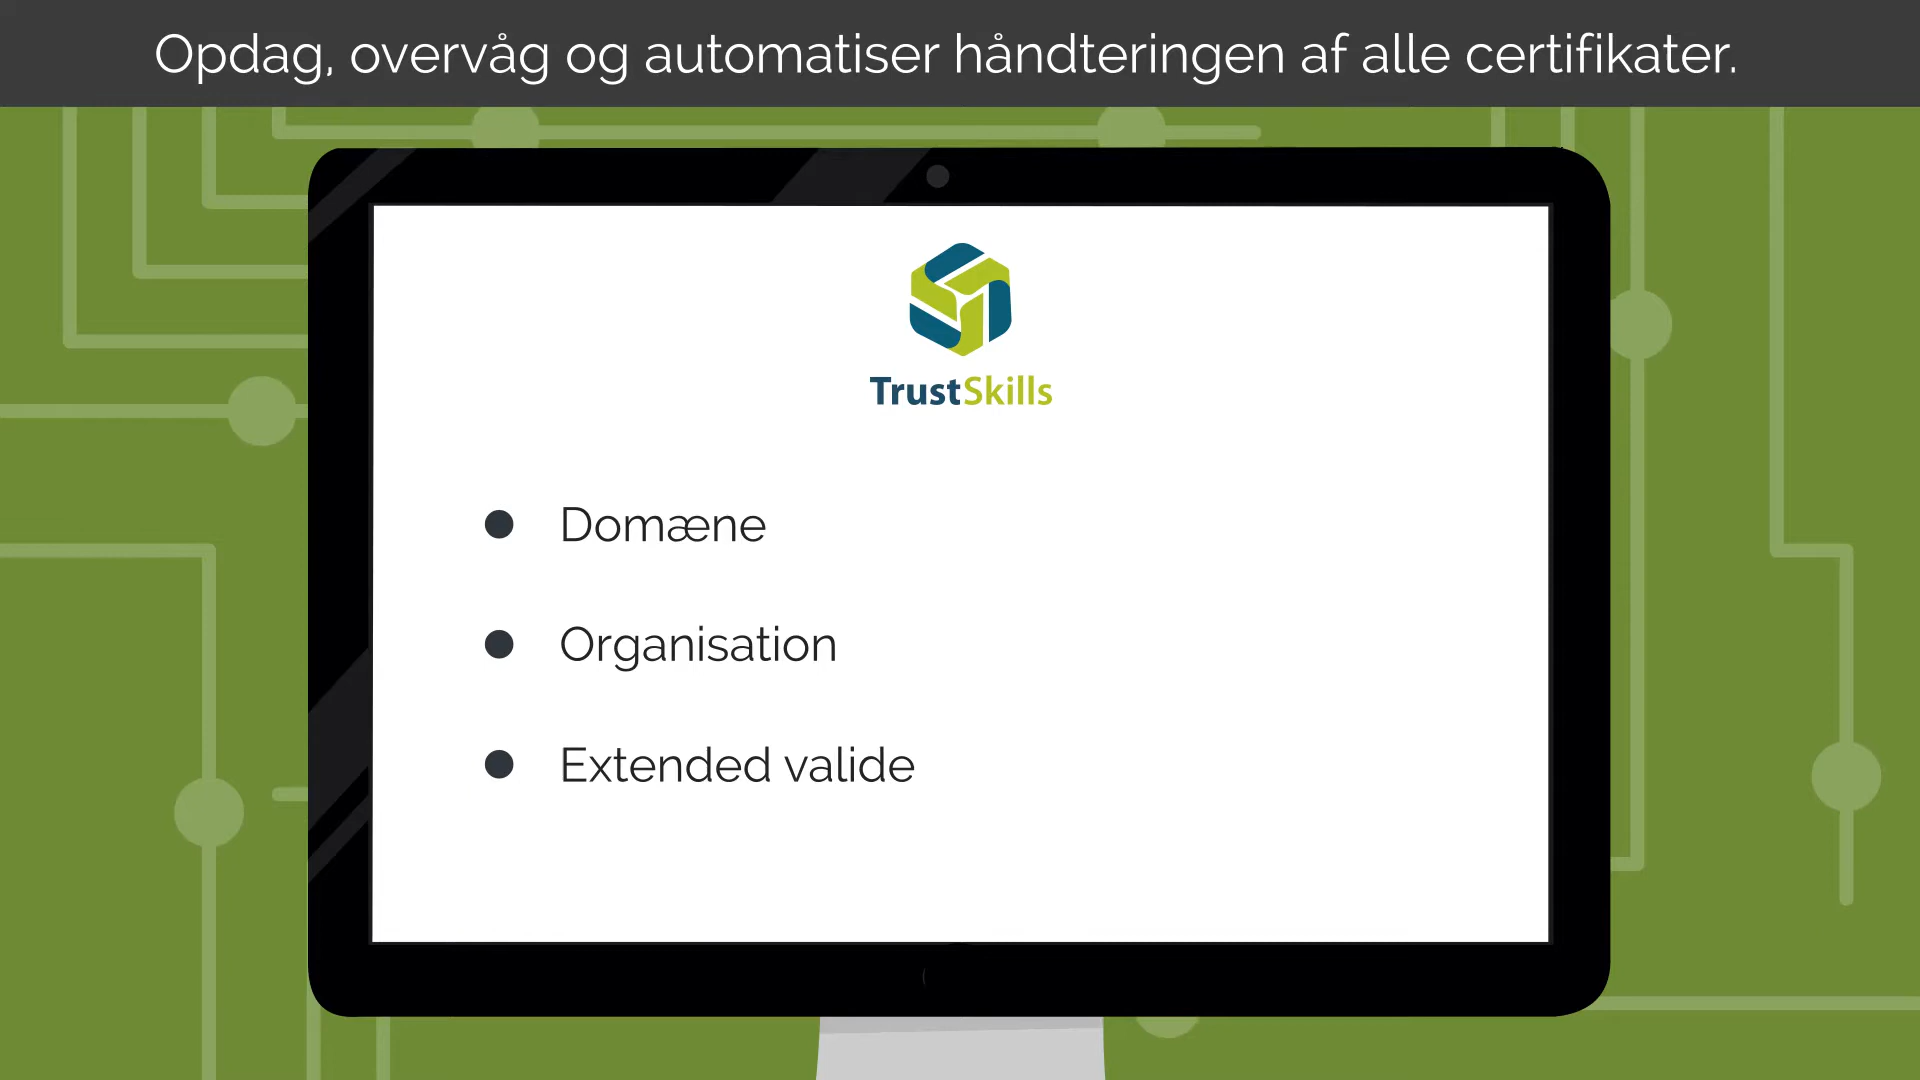 Opdag, overvåg og automatiser håndteringen af alle certifikater.
TrustSkills
● Domæne
● Organisation
● Extended valide